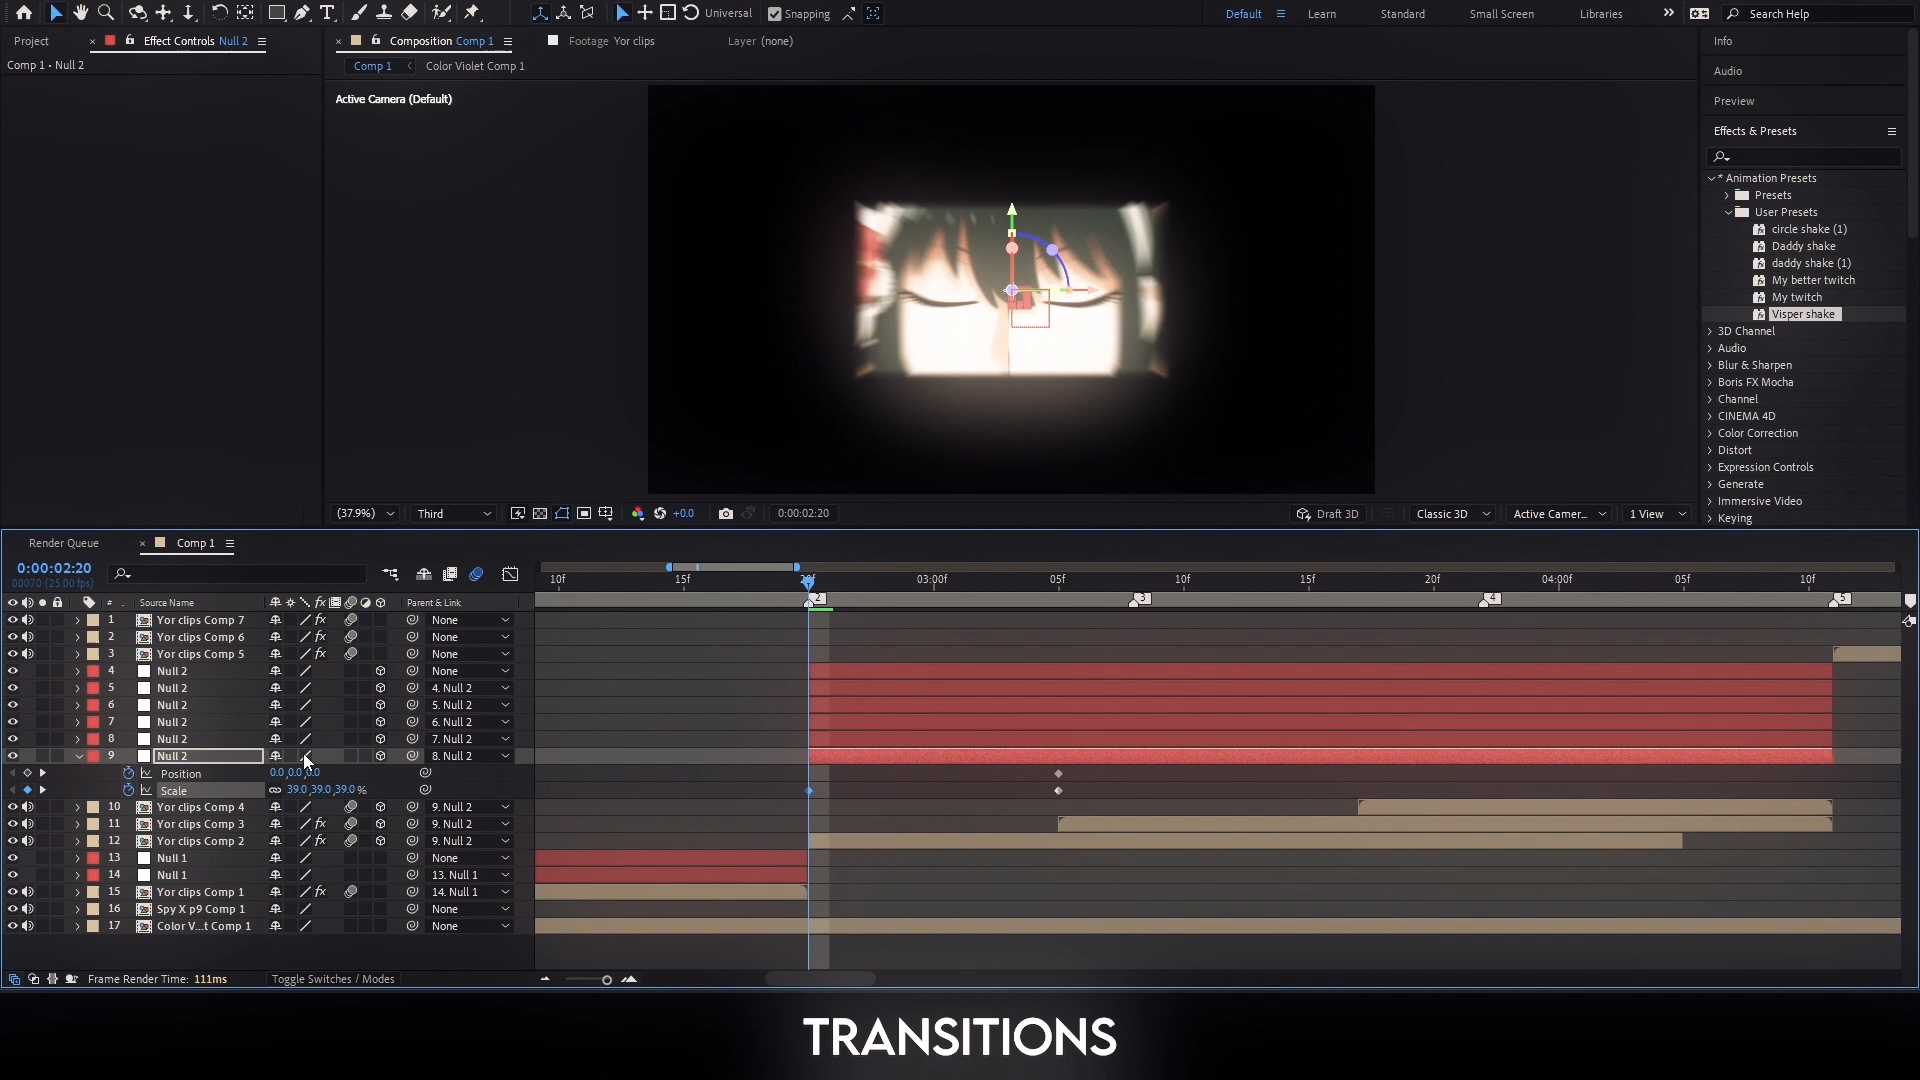 Universal Snapping Default Learn Standard Small Screen Libraries Search Help
Project Effect Controls Null 2 Composition Comp 1 Footage Yor clips Layer (none) Info
Comp 1 • Null 2 Comp 1 Color Violet Comp 1
Audio
Active Camera (Default)
Preview
Effects & Presets
* Animation Presets
Presets
User Presets
circle shake (1)
Daddy shake
daddy shake (1)
My better twitch
My twitch
Visper shake
3D Channel
Audio
Blur & Sharpen
Boris FX Mocha
Channel
CINEMA 4D
Color Correction
Distort
Expression Controls
Generate
Immersive Video
Keying
(37.9%) Third +0.0 0:00:02:20 Draft 3D Classic 3D Active Camer... 1 View
Render Queue Comp 1
0:00:02:20
00070 (25.00 fps)
10f 15f 20f 03:00f 05f 10f 15f 20f 04:00f 05f 10f
# Source Name fx Parent & Link 2 3 4 5
1 Yor clips Comp 7 fx None
2 Yor clips Comp 6 fx None
3 Yor clips Comp 5 fx None
4 Null 2 None
5 Null 2 4. Null 2
6 Null 2 5. Null 2
7 Null 2 6. Null 2
8 Null 2 7. Null 2
9 Null 2 8. Null 2
Position 0.0,0.0,0.0
Scale 39.0,39.0,39.0%
10 Yor clips Comp 4 9. Null 2
11 Yor clips Comp 3 fx 9. Null 2
12 Yor clips Comp 2 fx 9. Null 2
13 Null 1 None
14 Null 1 13. Null 1
15 Yor clips Comp 1 fx 14. Null 1
16 Spy X p9 Comp 1 None
17 Color V...t Comp 1 None
Frame Render Time: 111ms Toggle Switches / Modes
TRANSITIONS